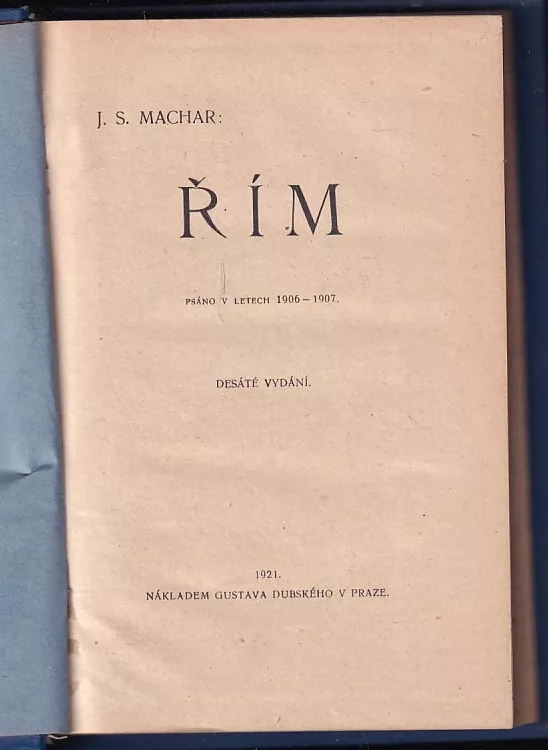 J. S. MACHAR:
ŘÍM
PSÁNO V LETECH 1906–1907.
DESÁTÉ VYDÁNÍ.
1921.
NÁKLADEM GUSTAVA DUBSKÉHO V PRAZE.